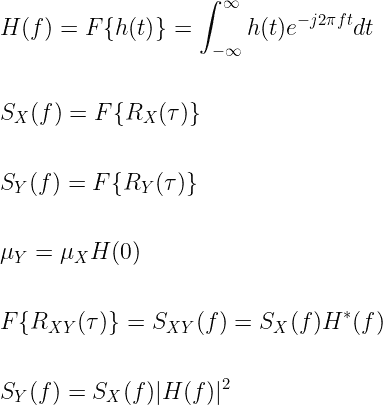 H(f) = F{h(t)} = ∫_{-∞}^{∞} h(t)e^{-j2πft}dt
S_X(f) = F{R_X(τ)}
S_Y(f) = F{R_Y(τ)}
μ_Y = μ_X H(0)
F{R_{XY}(τ)} = S_{XY}(f) = S_X(f)H^*(f)
S_Y(f) = S_X(f)|H(f)|^2